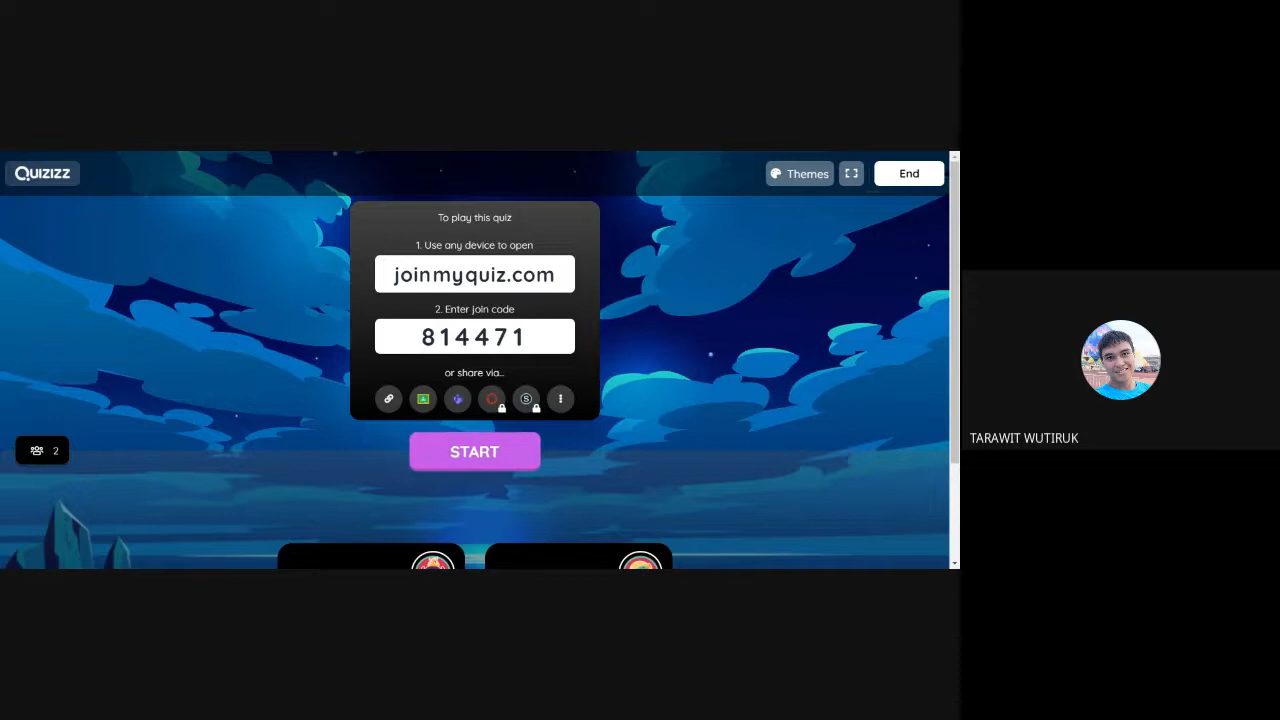 Quizizz
Themes
End
To play this quiz
1. Use any device to open
joinmyquiz.com
2. Enter join code
814471
or share via...
START
2
TARAWIT WUTIRUK